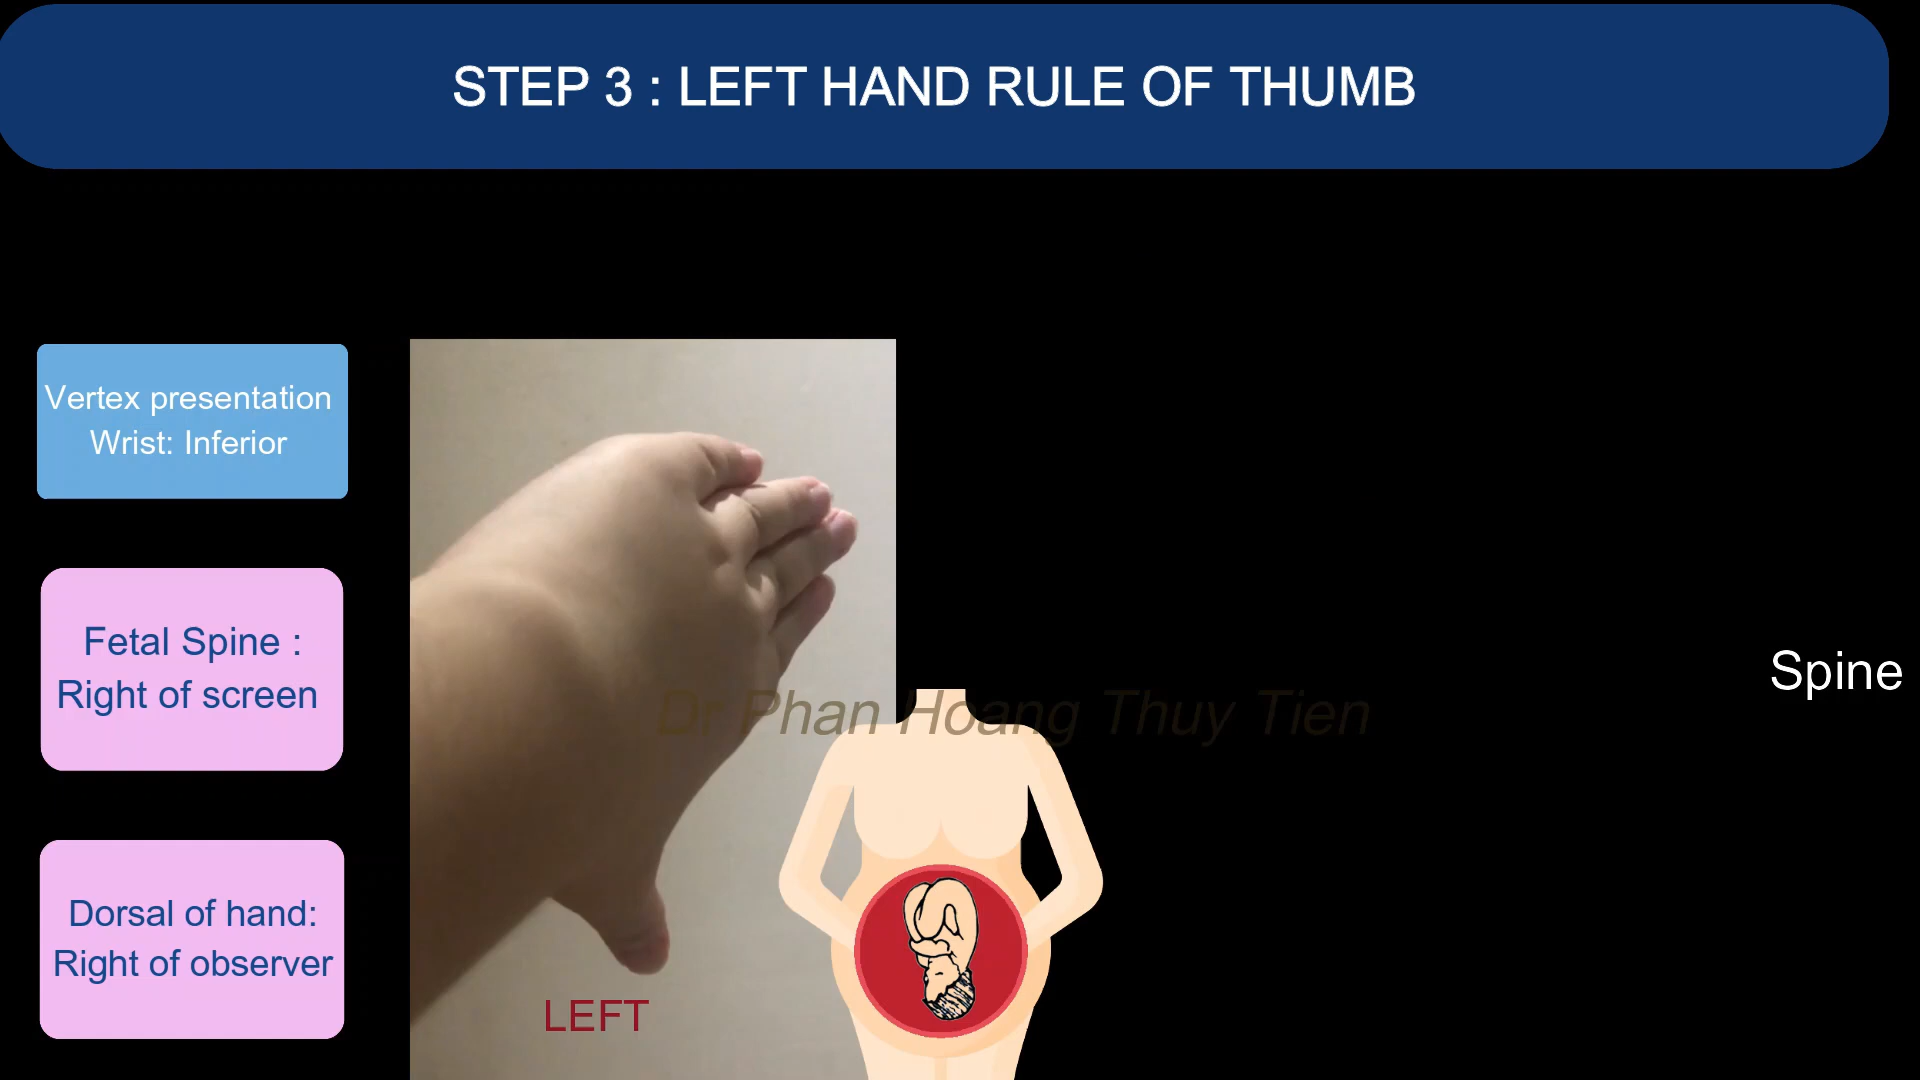 STEP 3 : LEFT HAND RULE OF THUMB
Vertex presentation
Wrist: Inferior
Fetal Spine :
Right of screen
Spine
Dr Phan Hoang Thuy Tien
Dorsal of hand:
Right of observer
LEFT